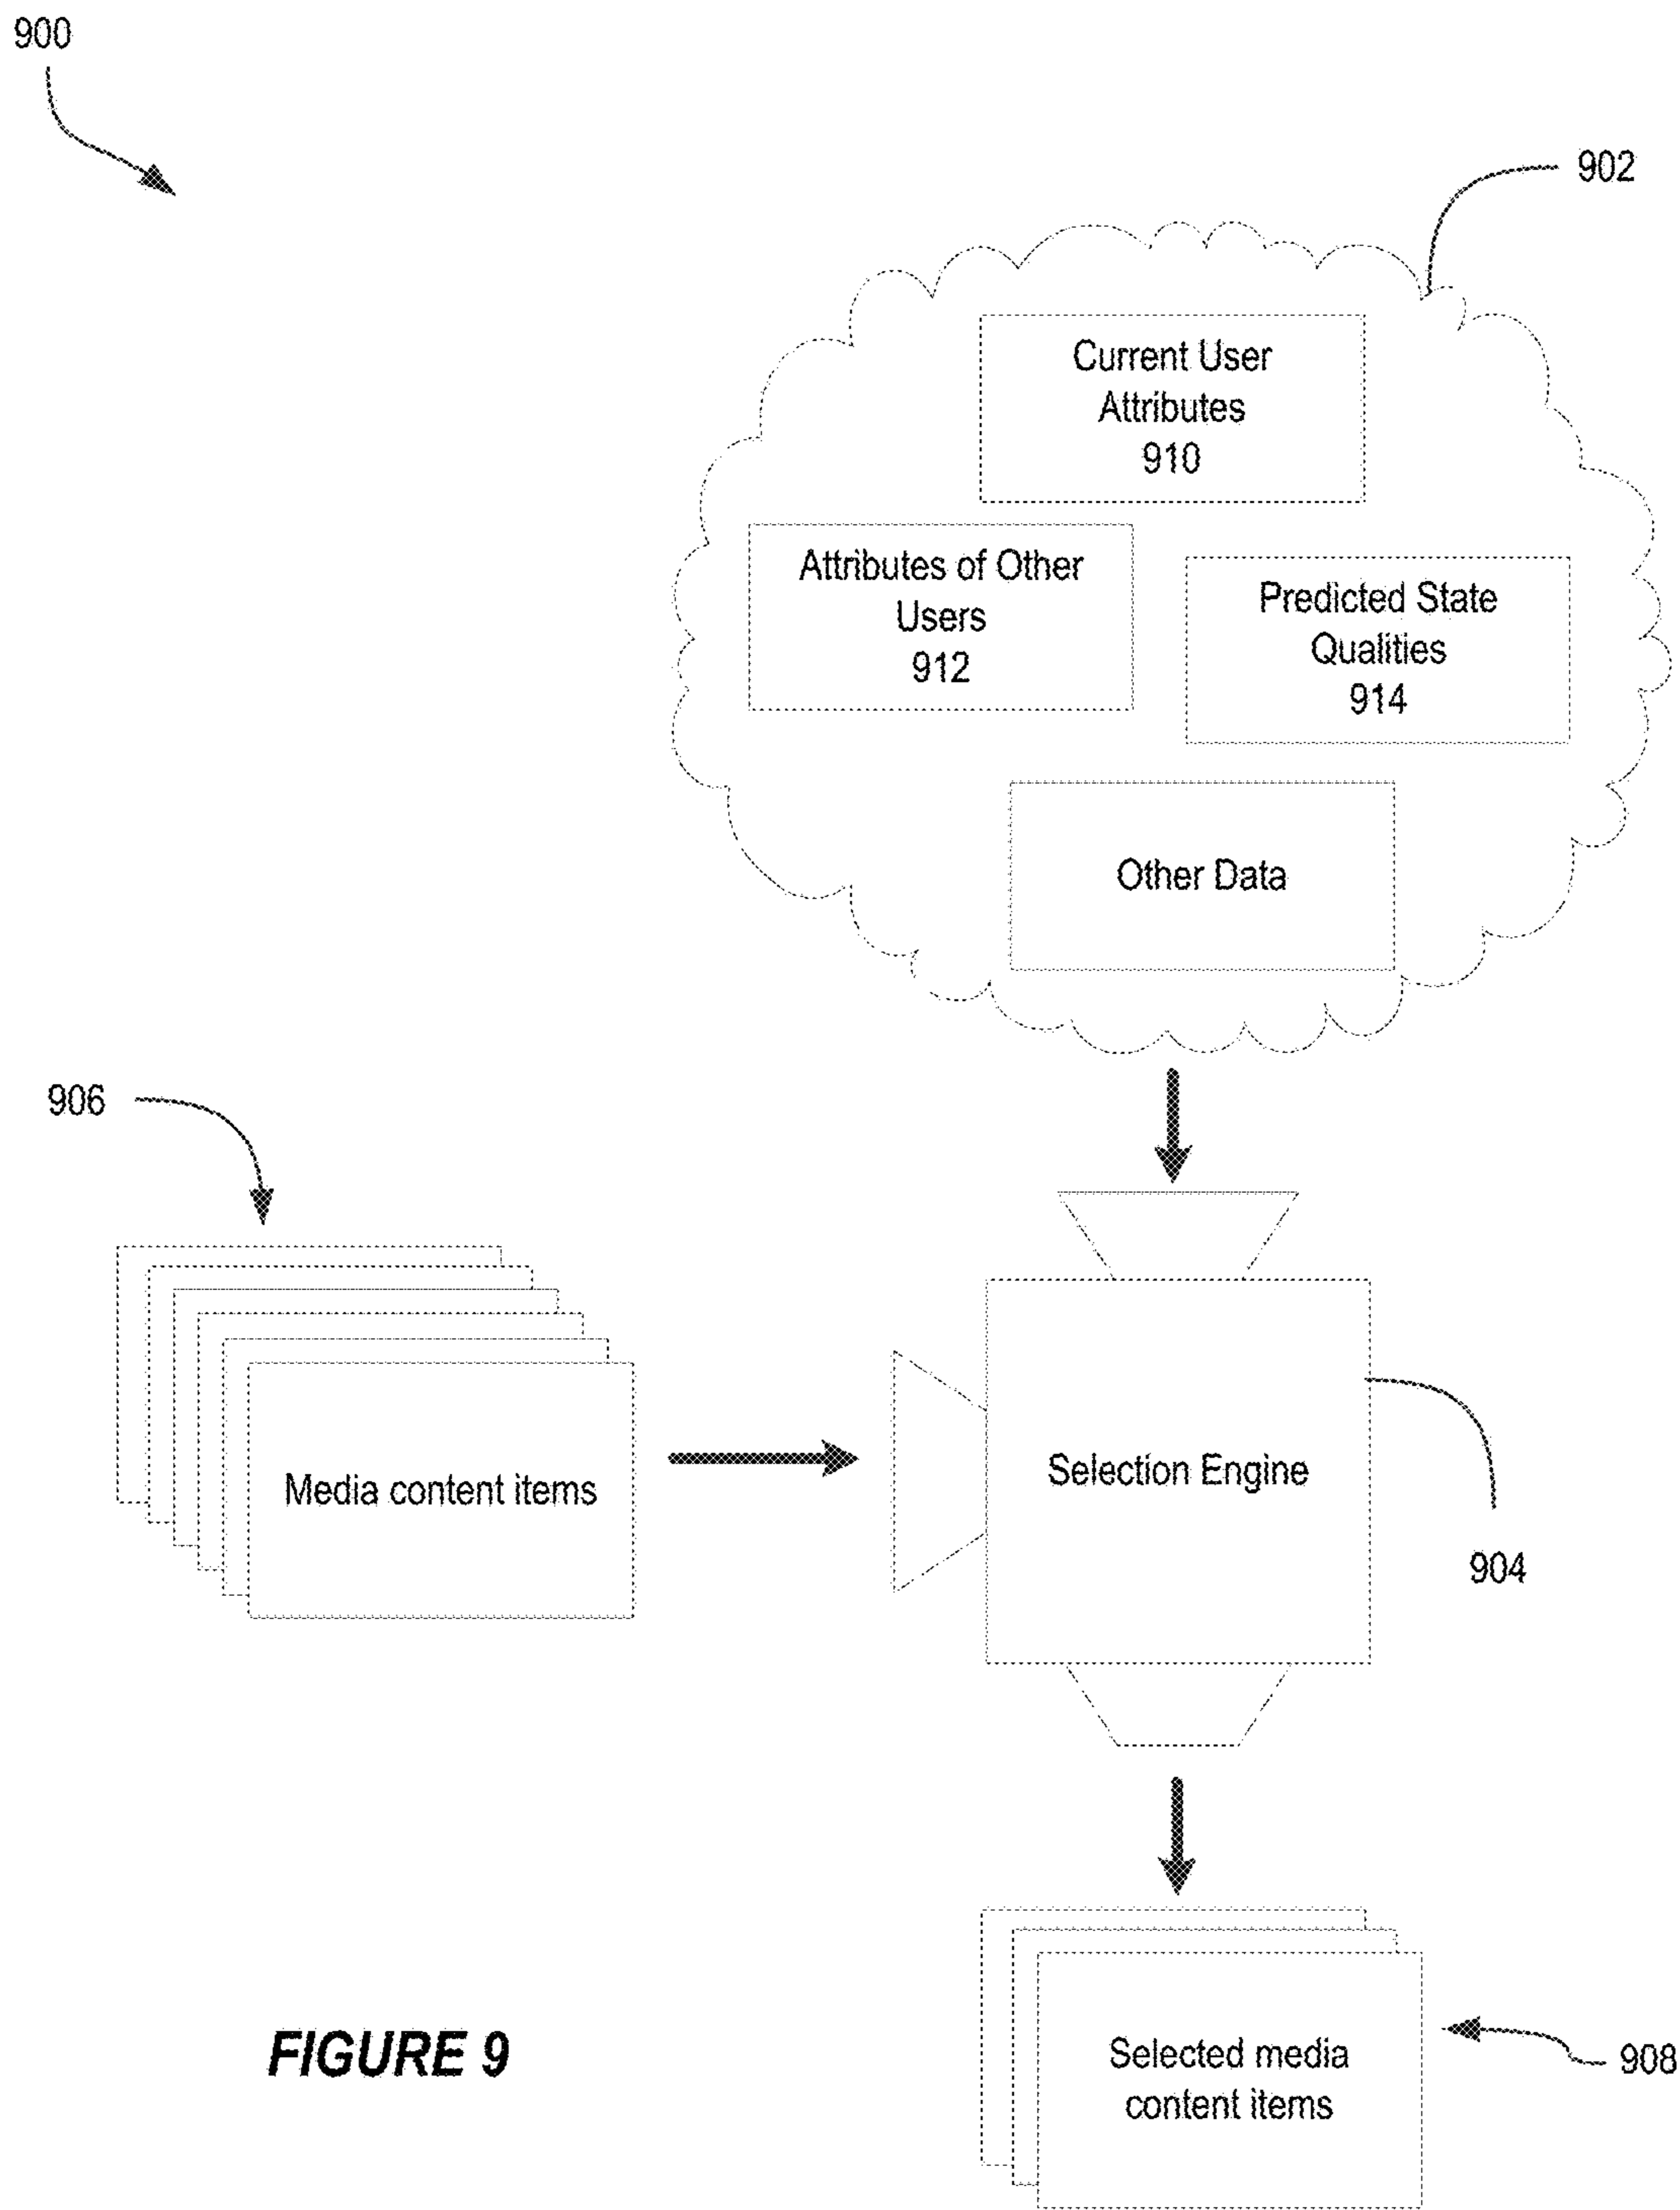 900
902
Current User
Attributes
910
Attributes of Other
Users
912
Predicted State
Qualities
914
Other Data
906
Media content items
Selection Engine
904
Selected media
content items
908
FIGURE 9